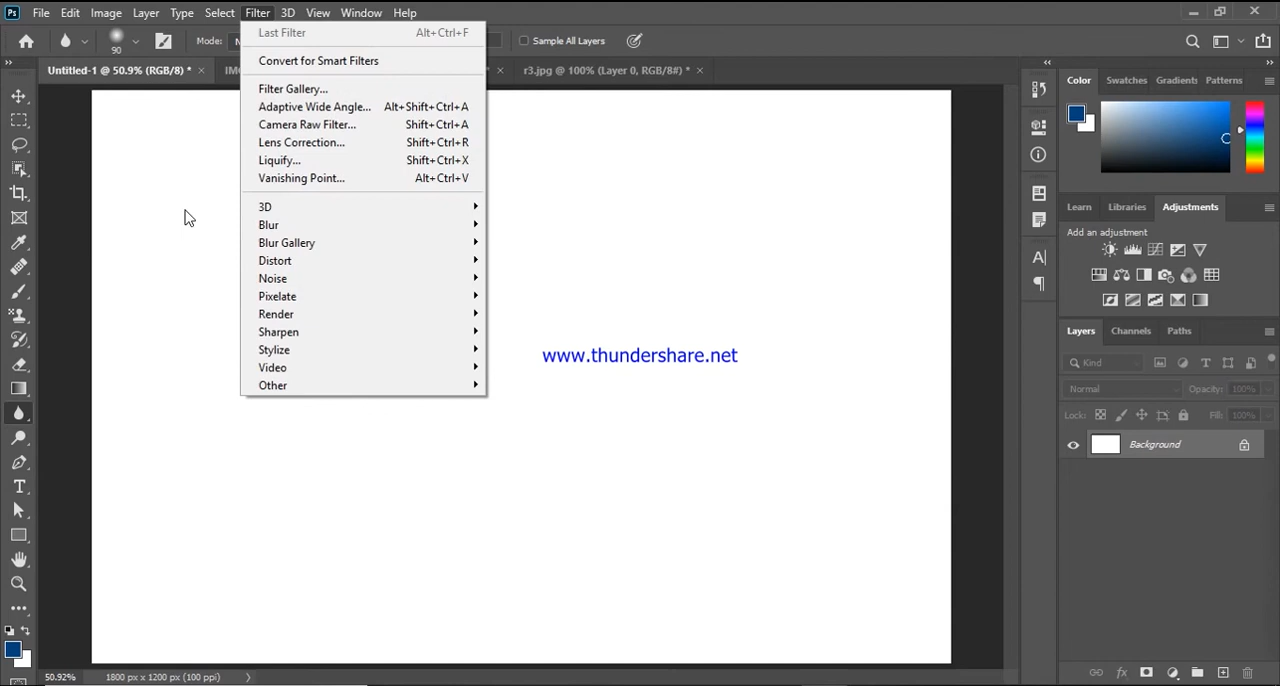 Ps File Edit Image Layer Type Select Filter 3D View Window Help
90 Mode: Sample All Layers
Untitled-1 @ 50.9% (RGB/8) * × × r3.jpg @ 100% (Layer 0, RGB/8#) * ×
Last Filter Alt+Ctrl+F
Convert for Smart Filters
Filter Gallery...
Adaptive Wide Angle... Alt+Shift+Ctrl+A
Camera Raw Filter... Shift+Ctrl+A
Lens Correction... Shift+Ctrl+R
Liquify... Shift+Ctrl+X
Vanishing Point... Alt+Ctrl+V
3D
Blur
Blur Gallery
Distort
Noise
Pixelate
Render
Sharpen
Stylize
Video
Other
www.thundershare.net
Color Swatches Gradients Patterns
Learn Libraries Adjustments
Add an adjustment
Layers Channels Paths
Kind
Normal Opacity: 100%
Lock: Fill: 100%
Background
50.92% 1800 px x 1200 px (100 ppi)